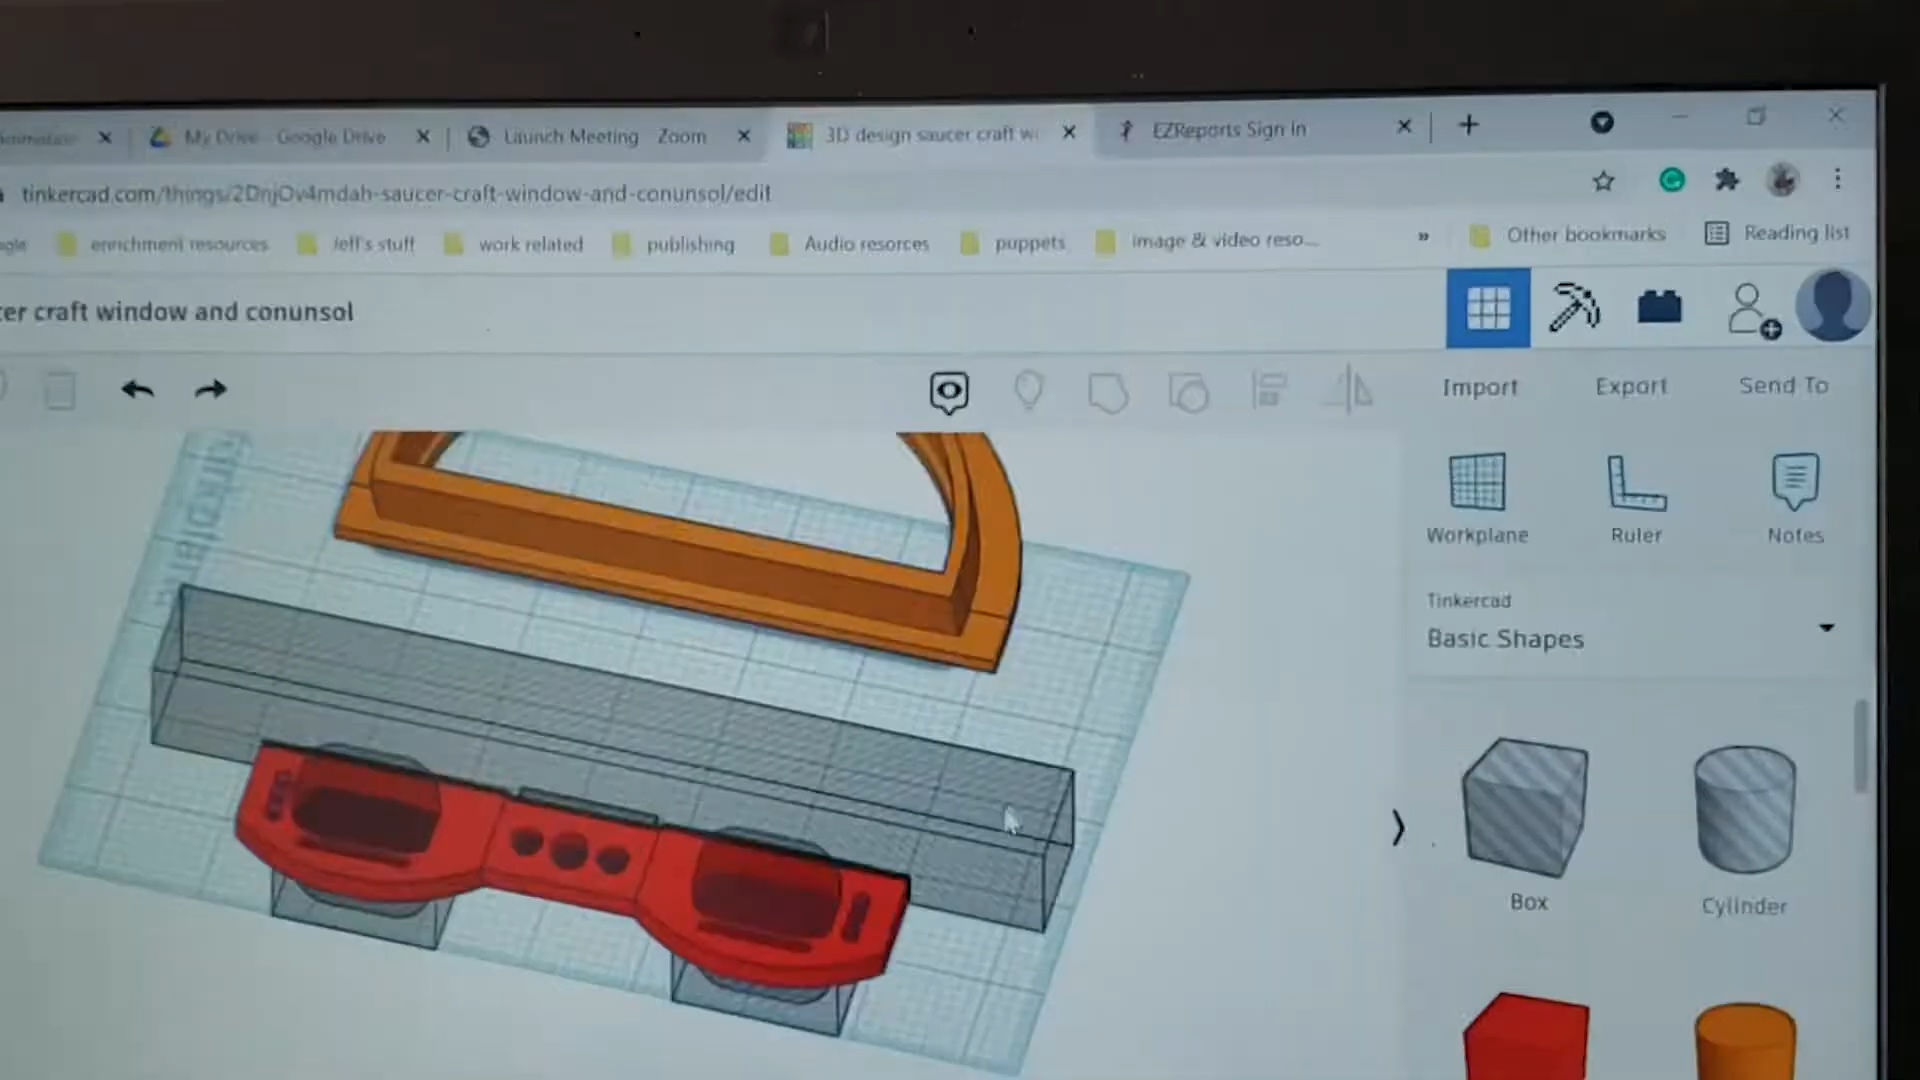 My Drive - Google Drive
Launch Meeting Zoom
3D design saucer craft wi
EZReports Sign In
tinkercad.com/things/2DnjOv4mdah-saucer-craft-window-and-conunsol/edit
ogle enrichment resources Jeff's stuff work related publishing Audio resorces puppets image & video reso... » Other bookmarks Reading list
cer craft window and conunsol
Import Export Send To
Workplane Ruler Notes
Tinkercad
Basic Shapes
Box Cylinder